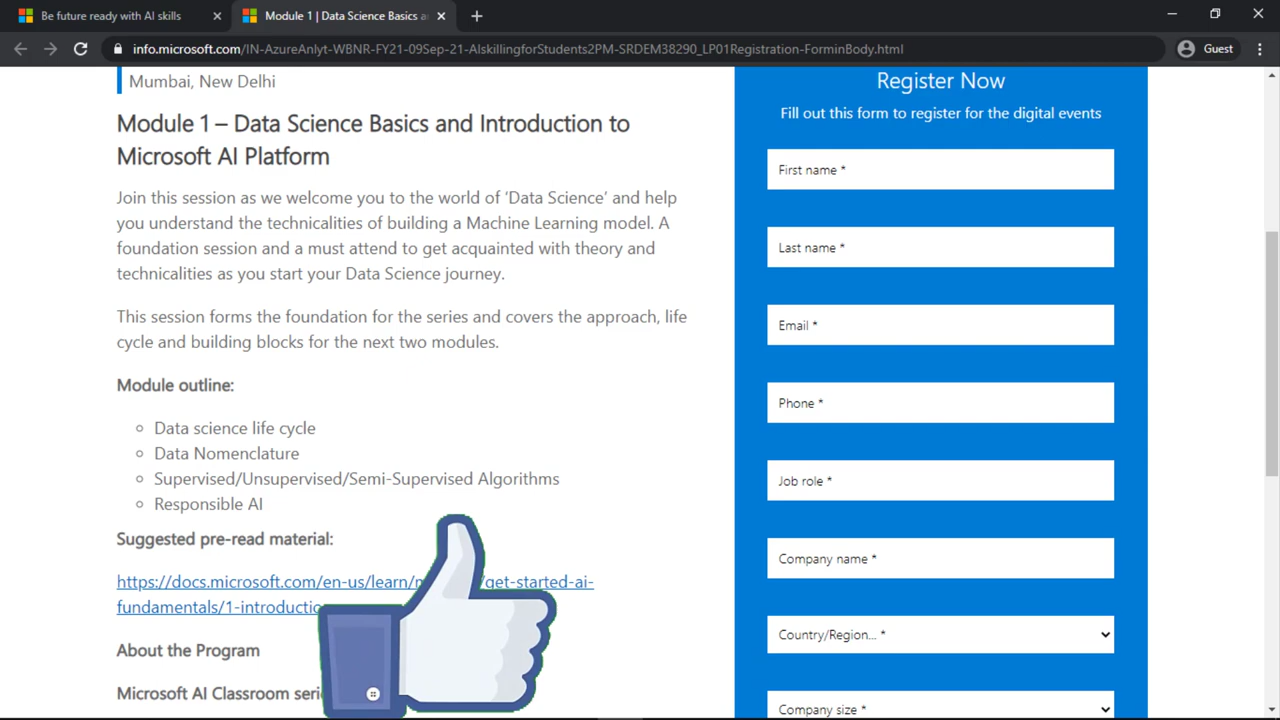 Be future ready with AI skills
Module 1 | Data Science Basics an
info.microsoft.com/IN-AzureAnlyt-WBNR-FY21-09Sep-21-AIskillingforStudents2PM-SRDEM38290_LP01Registration-ForminBody.html
Guest
Mumbai, New Delhi
Module 1 – Data Science Basics and Introduction to
Microsoft AI Platform
Join this session as we welcome you to the world of ‘Data Science’ and help
you understand the technicalities of building a Machine Learning model. A
foundation session and a must attend to get acquainted with theory and
technicalities as you start your Data Science journey.
This session forms the foundation for the series and covers the approach, life
cycle and building blocks for the next two modules.
Module outline:
Data science life cycle
Data Nomenclature
Supervised/Unsupervised/Semi-Supervised Algorithms
Responsible AI
Suggested pre-read material:
https://docs.microsoft.com/en-us/learn/ /get-started-ai-
fundamentals/1-introductio
About the Program
Microsoft AI Classroom seri
Register Now
Fill out this form to register for the digital events
First name *
Last name *
Email *
Phone *
Job role *
Company name *
Country/Region... *
Company size *